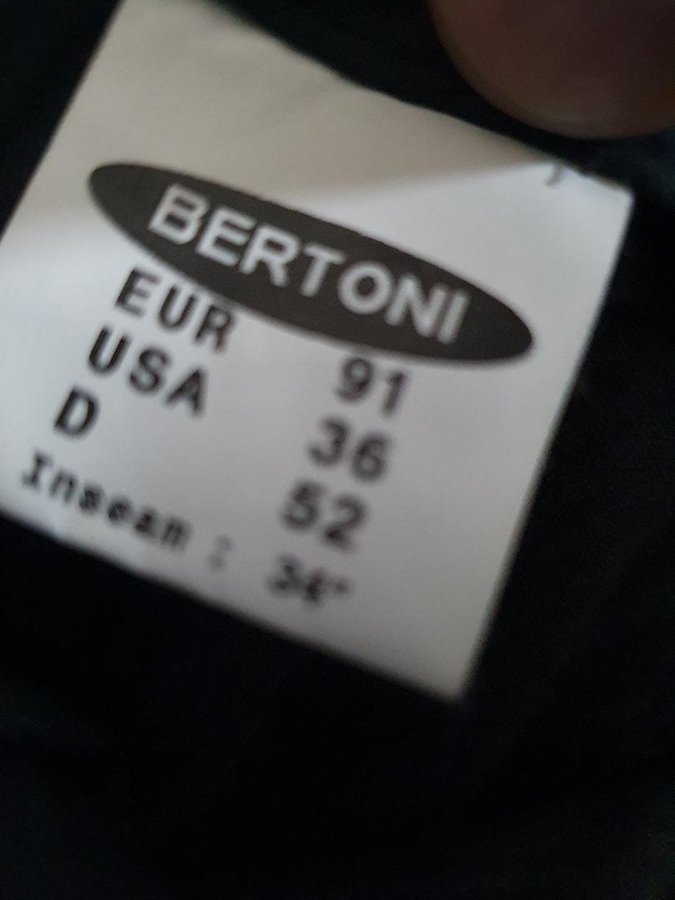 BERTONI
EUR 91
USA 36
D 52
Inseam : 34"